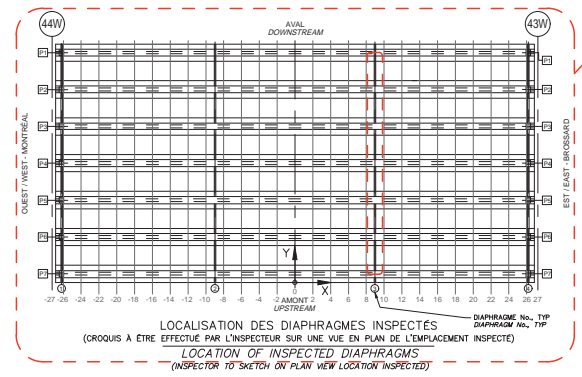 44W
43W
AVAL
DOWNSTREAM
P1
P1
P2
P2
P3
P3
P4
P4
P5
P5
P6
P6
P7
P7
OUEST / WEST - MONTRÉAL
EST / EAST - BROSSARD
Y
X
-27 -26 -24 -22 -20 -18 -16 -14 -12 -10 -8 -6 -4 -2 0 2 4 6 8 10 12 14 16 18 20 22 24 26 27
1 2 3 4
AMONT
UPSTREAM
DIAPHRAGME No., TYP
DIAPHRAGM No., TYP
LOCALISATION DES DIAPHRAGMES INSPECTÉS
(CROQUIS À ÊTRE EFFECTUÉ PAR L'INSPECTEUR SUR UNE VUE EN PLAN DE L'EMPLACEMENT INSPECTÉ)
LOCATION OF INSPECTED DIAPHRAGMS
(INSPECTOR TO SKETCH ON PLAN VIEW LOCATION INSPECTED)